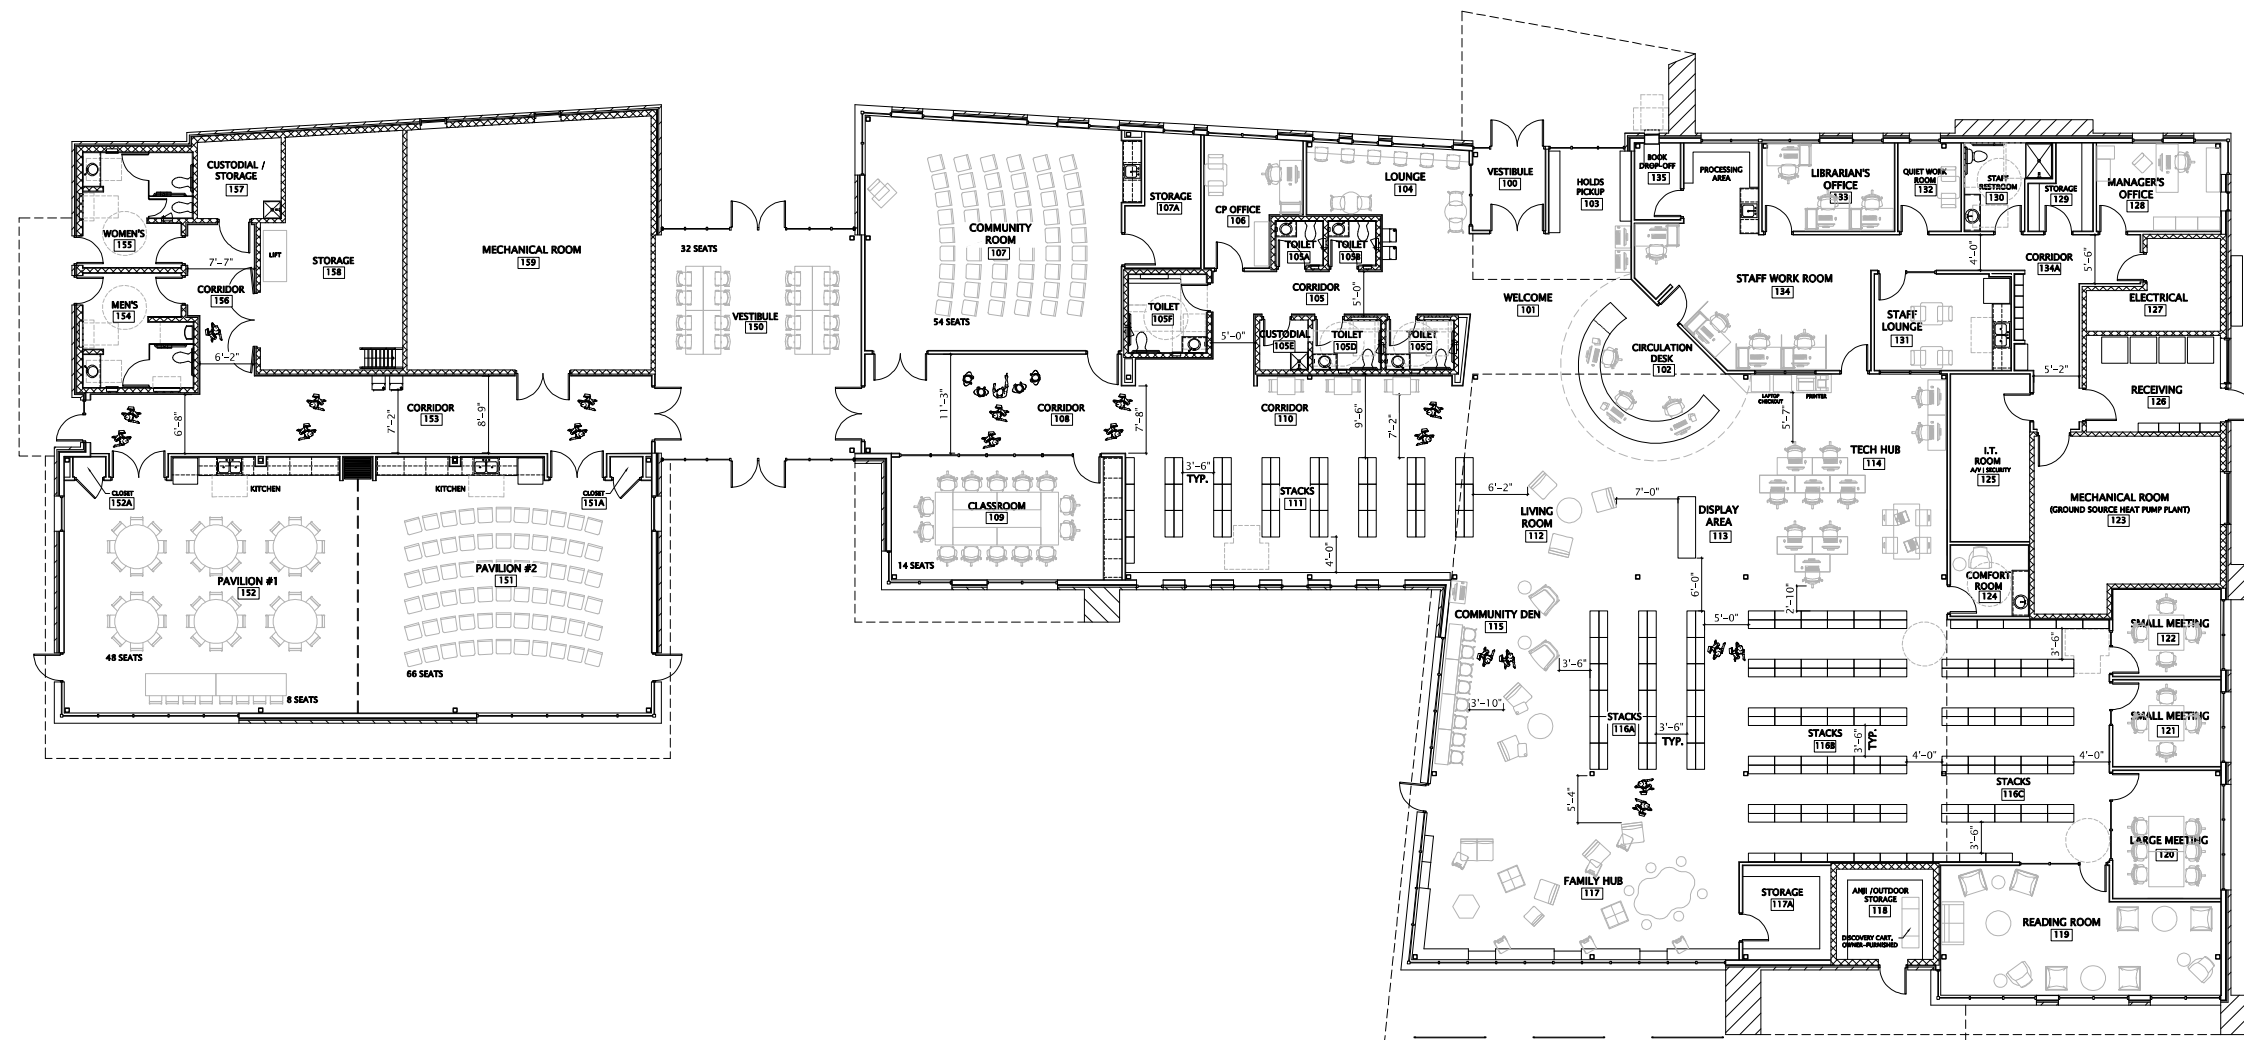 CUSTODIAL /
STORAGE
157
WOMEN'S
155
7'-7"
LIFT
STORAGE
158
MECHANICAL ROOM
159
CORRIDOR
156
MEN'S
154
6'-2"
32 SEATS
VESTIBULE
150
6'-8"
7'-2"
CORRIDOR
153
8'-9"
CLOSET
152A
KITCHEN
KITCHEN
CLOSET
151A
PAVILION #1
152
48 SEATS
8 SEATS
PAVILION #2
151
66 SEATS
COMMUNITY
ROOM
107
54 SEATS
STORAGE
107A
CP OFFICE
106
LOUNGE
104
TOILET
105A
TOILET
105B
CORRIDOR
105
5'-0"
TOILET
105F
5'-0"
CUSTODIAL
105E
TOILET
105D
TOILET
105C
11'-3"
CORRIDOR
108
7'-8"
CORRIDOR
110
9'-6"
7'-2"
CLASSROOM
109
14 SEATS
3'-6"
TYP.
STACKS
111
4'-0"
VESTIBULE
100
HOLDS
PICKUP
103
WELCOME
101
BOOK
DROP-OFF
135
PROCESSING
AREA
LIBRARIAN'S
OFFICE
133
QUIET WORK
ROOM
132
STAFF
RESTROOM
130
STORAGE
129
MANAGER'S
OFFICE
128
4'-0"
CORRIDOR
134A
5'-6"
STAFF WORK ROOM
134
ELECTRICAL
127
STAFF
LOUNGE
131
CIRCULATION
DESK
102
LAPTOP
CHECKOUT
PRINTER
5'-7"
5'-2"
RECEIVING
126
TECH HUB
114
I.T.
ROOM
A/V | SECURITY
125
MECHANICAL ROOM
(GROUND SOURCE HEAT PUMP PLANT)
123
6'-2"
LIVING
ROOM
112
7'-0"
DISPLAY
AREA
113
6'-0"
2'-10"
COMFORT
ROOM
124
COMMUNITY DEN
115
3'-6"
3'-10"
STACKS
116A
3'-6"
TYP.
5'-0"
3'-6"
SMALL MEETING
122
SMALL MEETING
121
STACKS
116B
3'-6"
TYP.
4'-0"
4'-0"
STACKS
116C
5'-4"
3'-6"
LARGE MEETING
120
FAMILY HUB
117
STORAGE
117A
ANJI /OUTDOOR
STORAGE
118
DISCOVERY CART,
OWNER-FURNISHED
READING ROOM
119